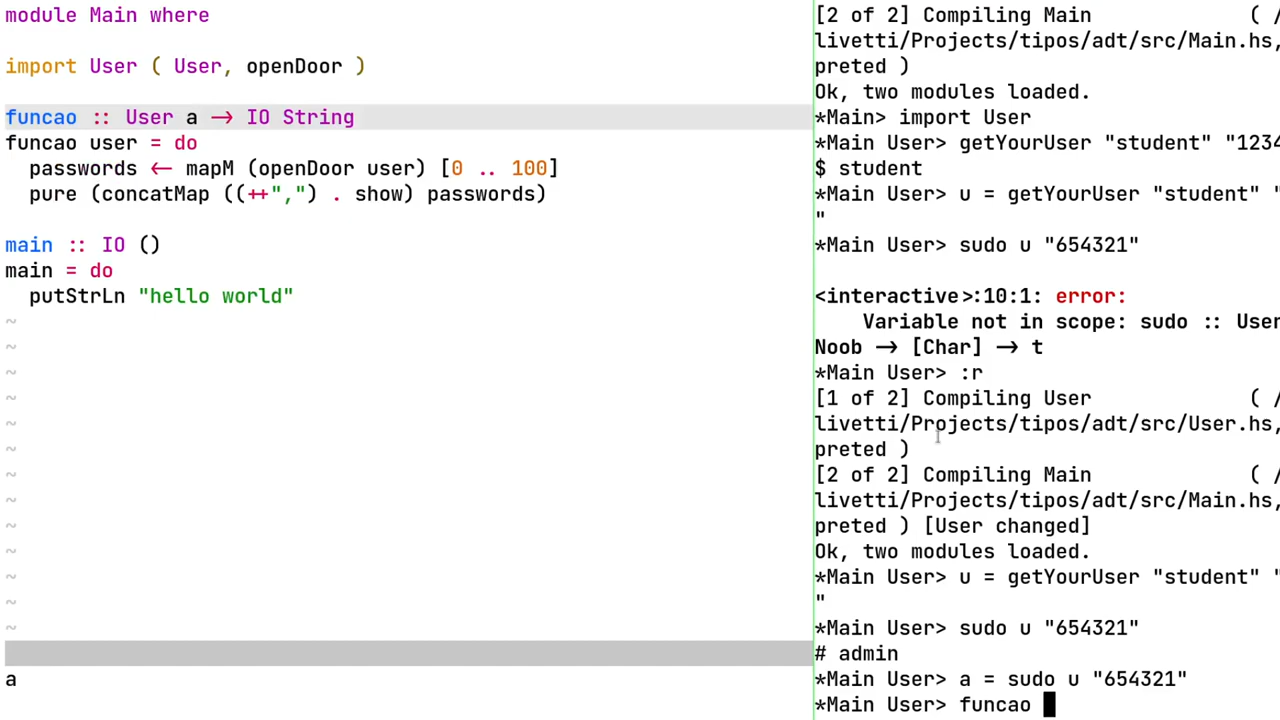 module Main where
import User ( User, openDoor )
funcao :: User a → IO String
funcao user = do
passwords ← mapM (openDoor user) [0 .. 100]
pure (concatMap ((++",") . show) passwords)
main :: IO ()
main = do
putStrLn "hello world"
~
~
~
~
~
~
~
~
~
~
~
~
~
a
[2 of 2] Compiling Main ( /
livetti/Projects/tipos/adt/src/Main.hs,
preted )
Ok, two modules loaded.
*Main> import User
*Main User> getYourUser "student" "1234
$ student
*Main User> u = getYourUser "student" "
"
*Main User> sudo u "654321"
<interactive>:10:1: error:
Variable not in scope: sudo :: User
Noob → [Char] → t
*Main User> :r
[1 of 2] Compiling User ( /
livetti/Projects/tipos/adt/src/User.hs,
preted )
[2 of 2] Compiling Main ( /
livetti/Projects/tipos/adt/src/Main.hs,
preted ) [User changed]
Ok, two modules loaded.
*Main User> u = getYourUser "student" "
"
*Main User> sudo u "654321"
# admin
*Main User> a = sudo u "654321"
*Main User> funcao